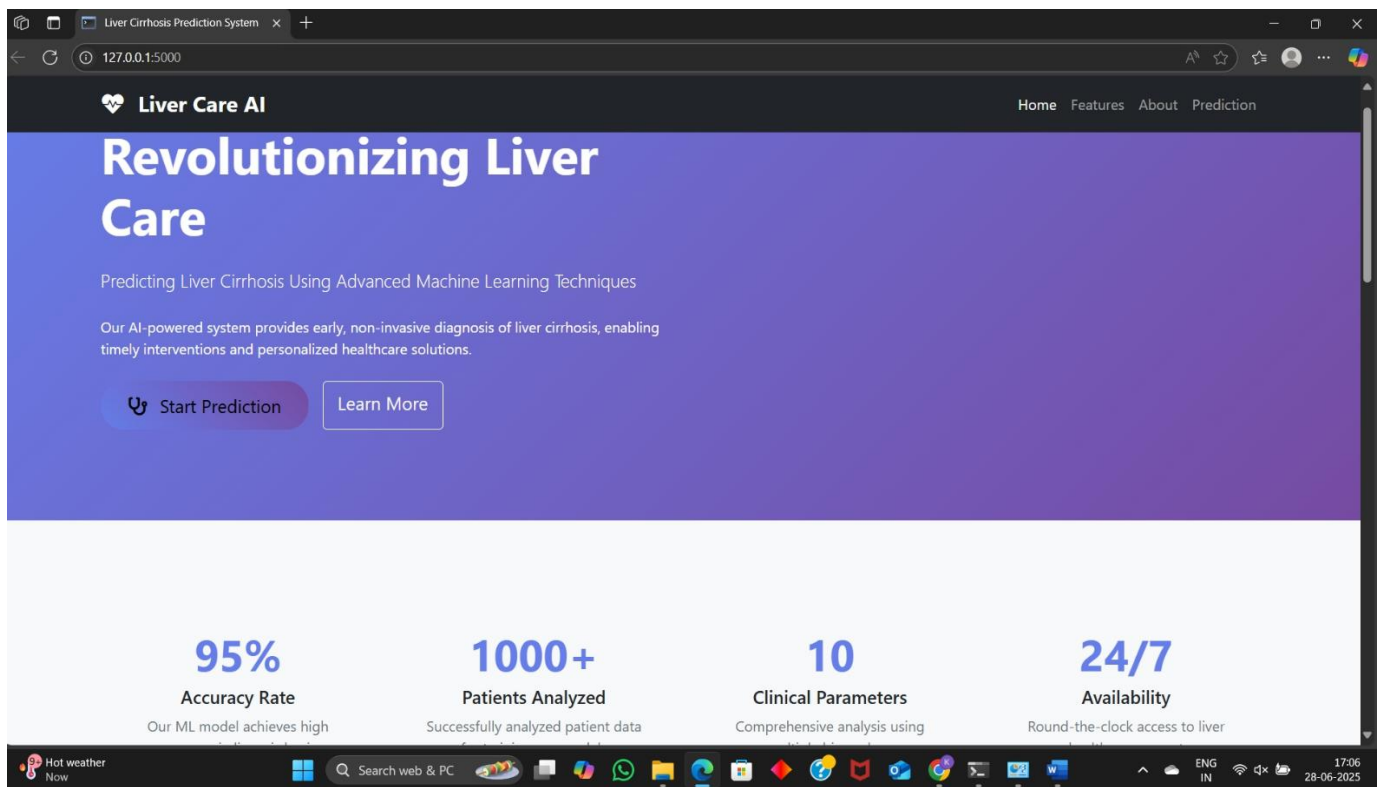 Liver Cirrhosis Prediction System
127.0.0.1:5000
Liver Care AI
Home Features About Prediction
Revolutionizing Liver
Care
Predicting Liver Cirrhosis Using Advanced Machine Learning Techniques
Our AI-powered system provides early, non-invasive diagnosis of liver cirrhosis, enabling
timely interventions and personalized healthcare solutions.
Start Prediction
Learn More
95%
Accuracy Rate
Our ML model achieves high
1000+
Patients Analyzed
Successfully analyzed patient data
10
Clinical Parameters
Comprehensive analysis using
24/7
Availability
Round-the-clock access to liver
9+
Hot weather
Now
Search web & PC
ENG
IN
17:06
28-06-2025